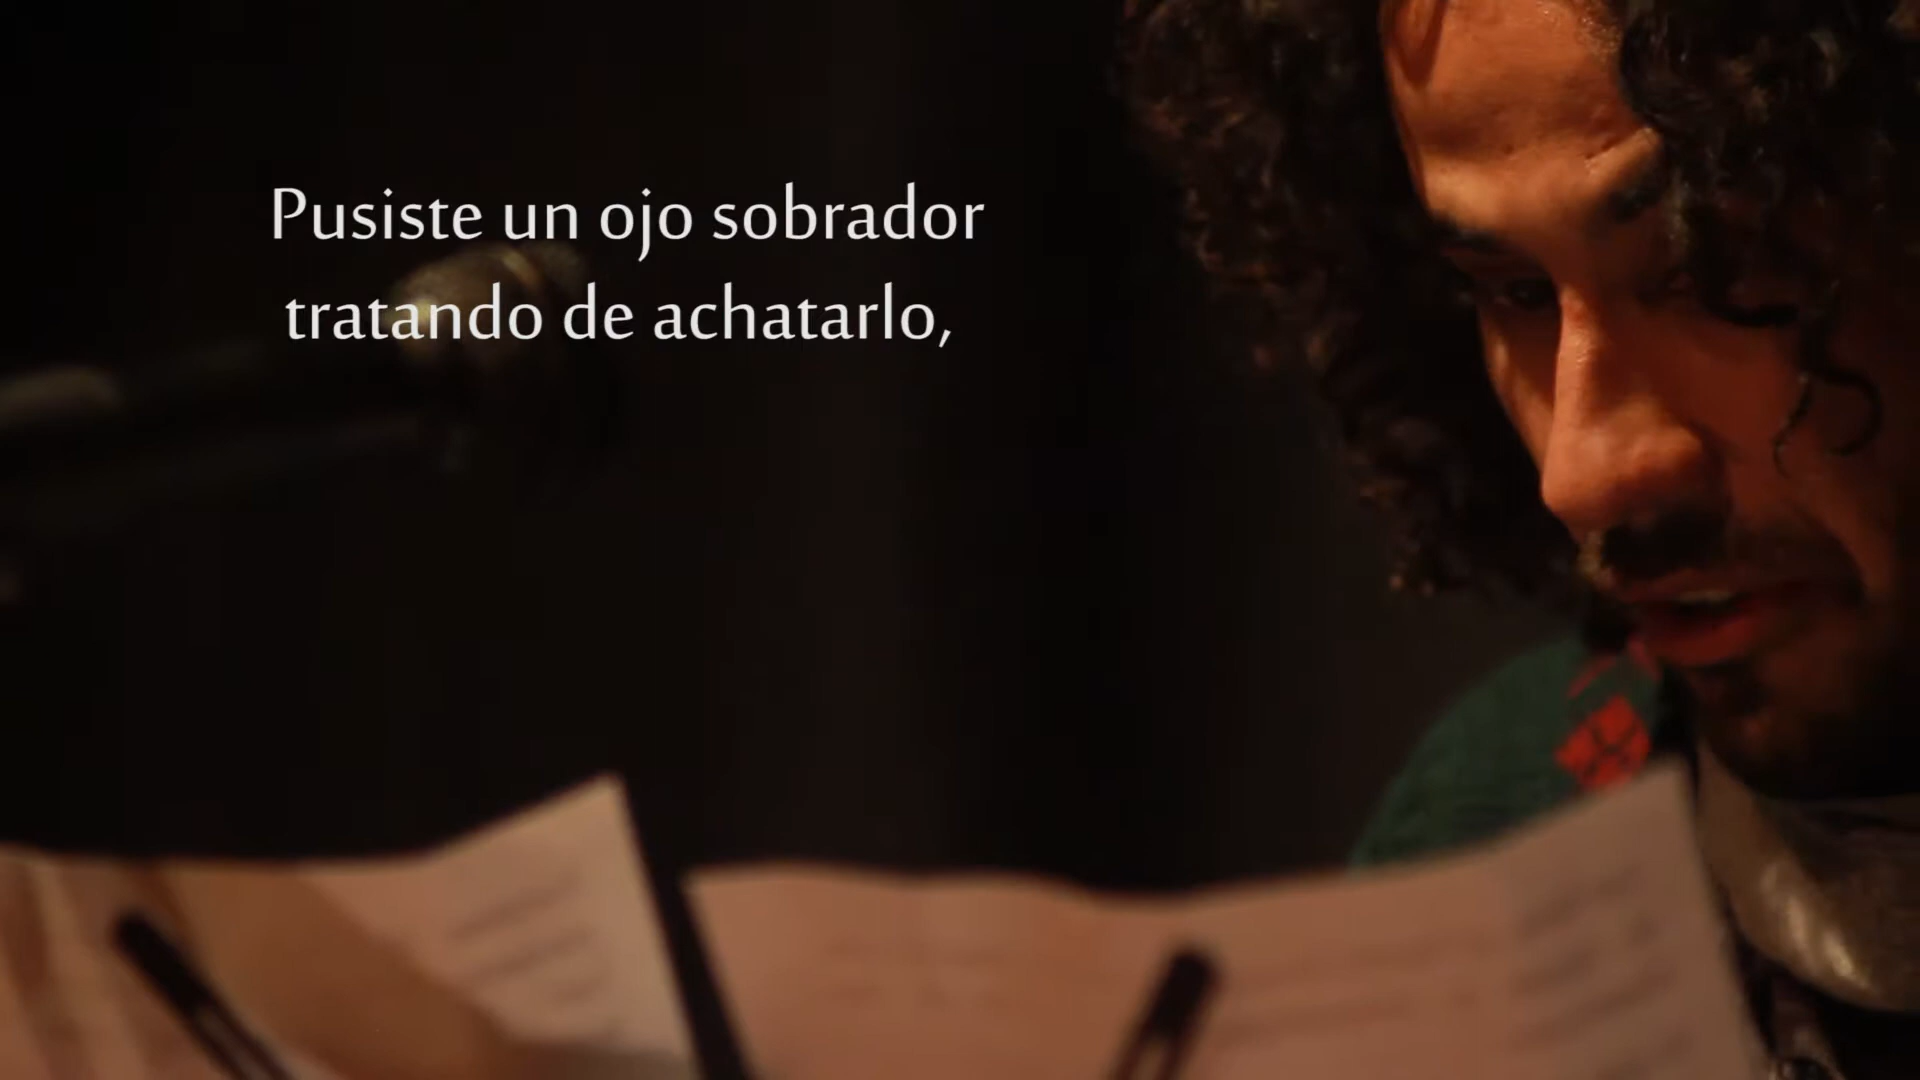 Pusiste un ojo sobrador
tratando de achatarlo,